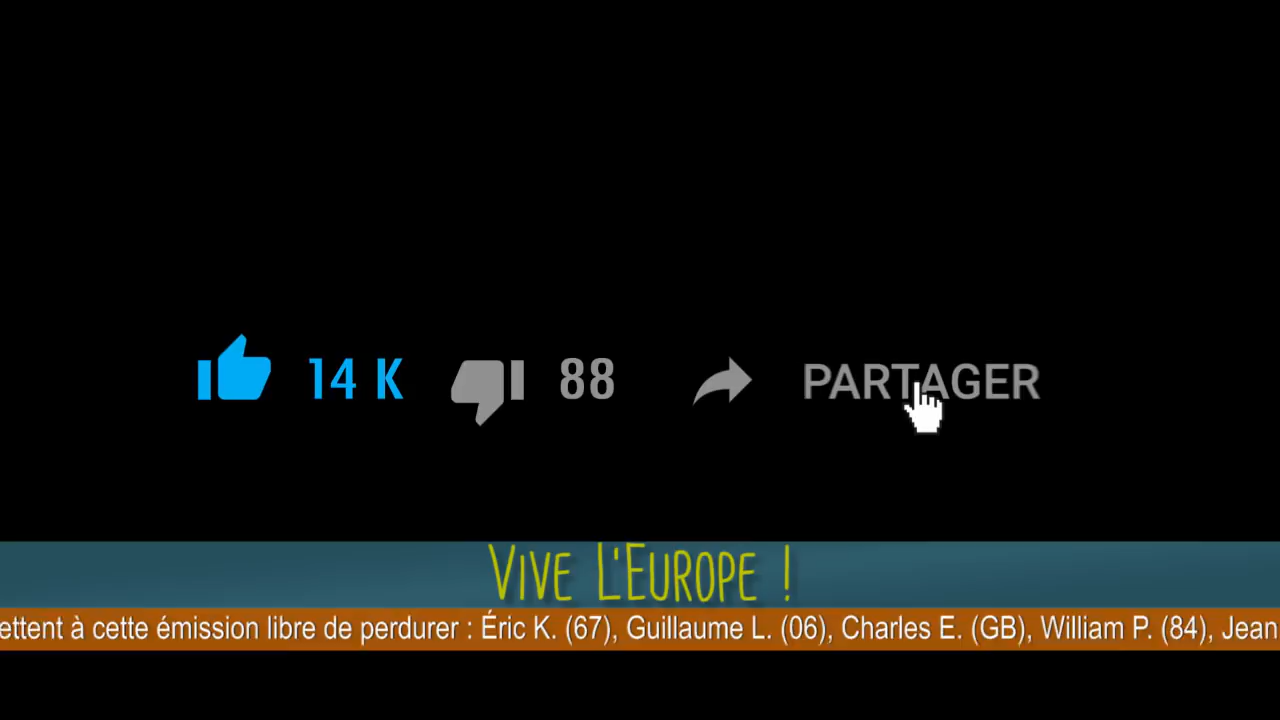 14 K 88 PARTAGER
VIVE L'EUROPE !
ettent à cette émission libre de perdurer : Éric K. (67), Guillaume L. (06), Charles E. (GB), William P. (84), Jean